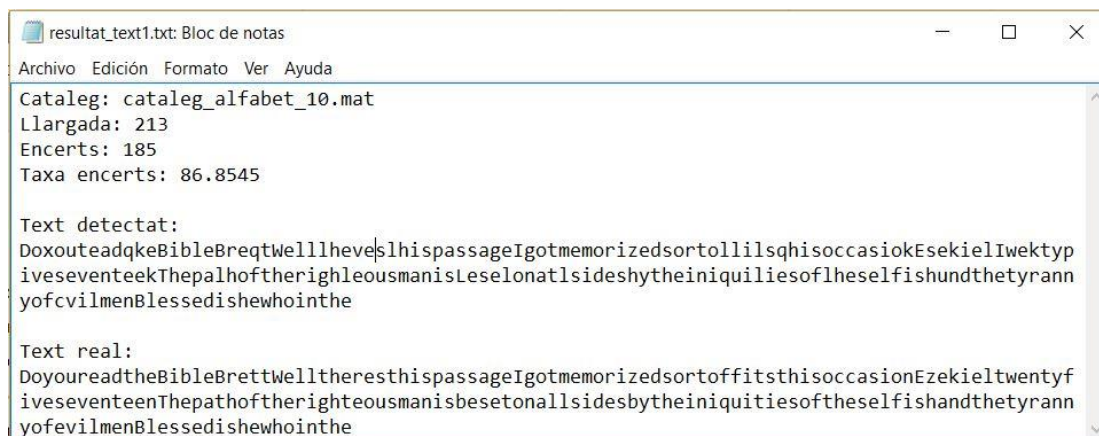 resultat_text1.txt: Bloc de notas
Archivo Edición Formato Ver Ayuda
Cataleg: cataleg_alfabet_10.mat
Llargada: 213
Encerts: 185
Taxa encerts: 86.8545
Text detectat:
DoxouteadqkeBibleBreqtWelllheveslhispassageIgotmemorizedsortollilsqhisoccasiokEsekielIwektyp
iveseventeekThepalhoftherighleousmanisLeselonatlsideshytheiniquiliesoflheselfishundthetyrann
yofcvilmenBlessedishewhointhe
Text real:
DoyoureadtheBibleBrettWelltheresthispassageIgotmemorizedsortoffitsthisoccasionEzekieltwentyf
iveseventeenThepathoftherighteousmanisbesetonallsidesbytheiniquitiesoftheselfishandthetyrann
yofevilmenBlessedishewhointhe